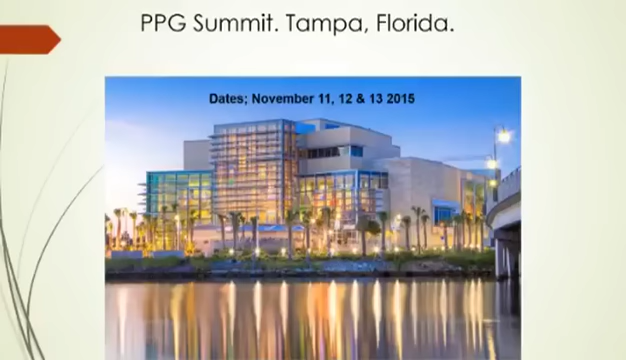 PPG Summit. Tampa, Florida.
Dates; November 11, 12 & 13 2015